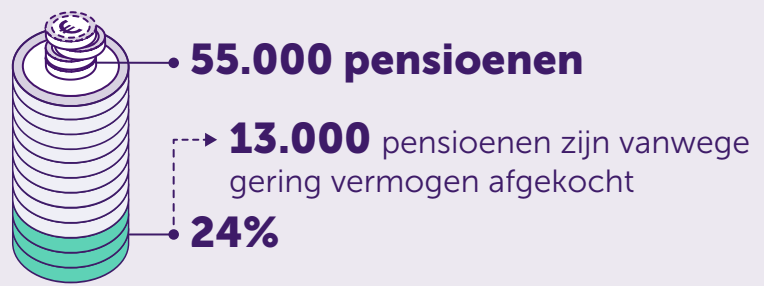 €
55.000 pensioenen
13.000 pensioenen zijn vanwege
gering vermogen afgekocht
24%